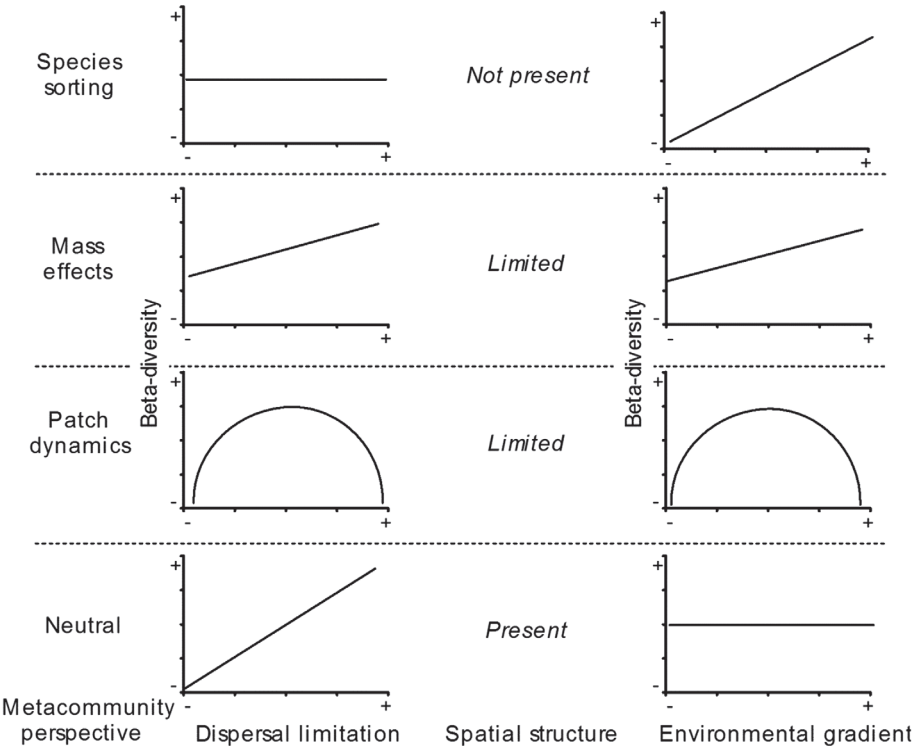 +
-
-
+
Species
sorting
Not present
+
-
-
+
+
-
-
+
Mass
effects
Limited
+
-
-
+
Beta-diversity
Beta-diversity
+
-
-
+
Patch
dynamics
Limited
+
-
-
+
+
-
-
+
Neutral
Present
+
-
-
+
Metacommunity
perspective
Dispersal limitation
Spatial structure
Environmental gradient